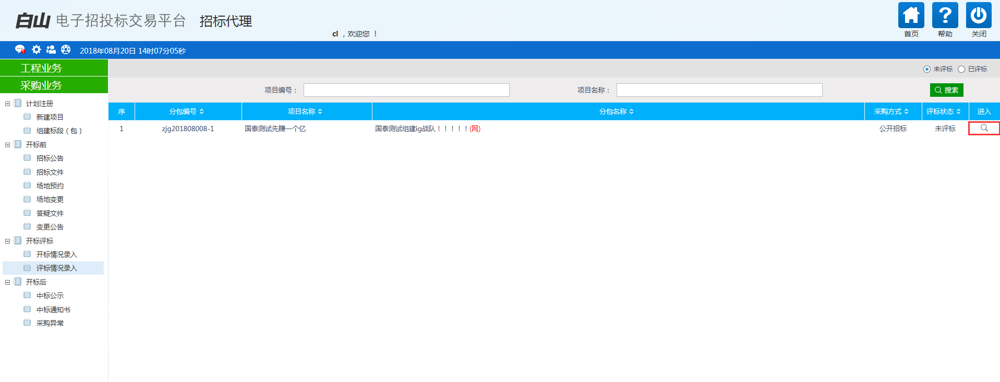 白山 电子招投标交易平台 招标代理
cl ，欢迎您 ！
首页 帮助 关闭
2018年08月20日 14时07分05秒
工程业务
采购业务
计划注册
新建项目
组建标段（包）
开标前
招标公告
招标文件
场地预约
场地变更
答疑文件
变更公告
开标评标
开标情况录入
评标情况录入
开标后
中标公示
中标通知书
采购异常
未评标 已评标
项目编号： 项目名称： 搜索
序 分包编号 项目名称 分包名称 采购方式 评标状态 进入
1 zjg201808008-1 国泰测试先赚一个亿 国泰测试组建ig战队！！！！！(网) 公开招标 未评标